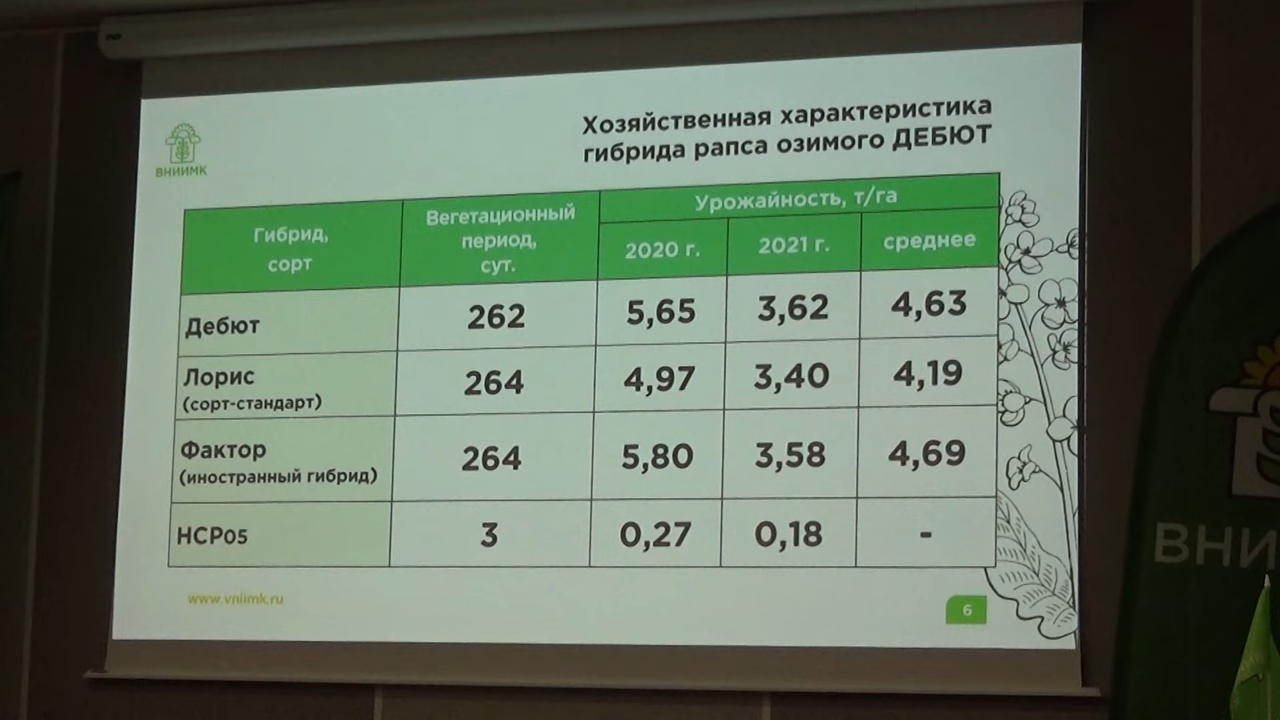 Хозяйственная характеристика
гибрида рапса озимого ДЕБЮТ
ВНИИМК
Гибрид,
сорт
Вегетационный
период,
сут.
Урожайность, т/га
2020 г.
2021 г.
среднее
Дебют
262
5,65
3,62
4,63
Лорис
(сорт-стандарт)
264
4,97
3,40
4,19
Фактор
(иностранный гибрид)
264
5,80
3,58
4,69
НСР05
3
0,27
0,18
-
www.vniimk.ru
6
ВНИ